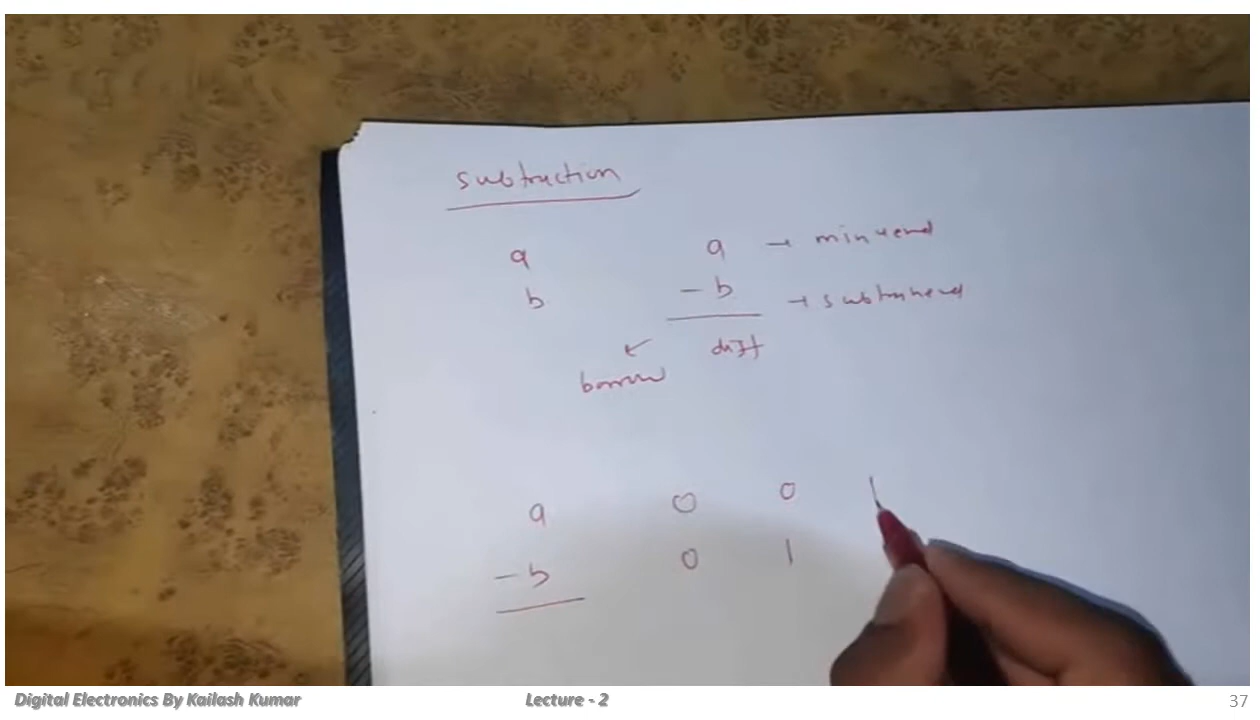 subtraction
a a → minuend
b - b → subtrahend
diff
borrow
a 0 0 1
- b 0 1
Digital Electronics By Kailash Kumar Lecture - 2 37